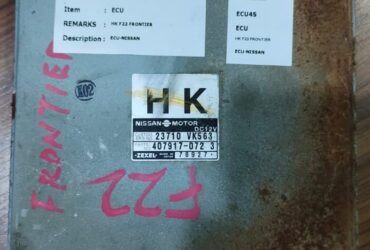 Item : ECU
REMARKS : HK F22 FRONTIER
Description : ECU-NISSAN
ECU45
ECU
HK F22 FRONTIER
ECU-NISSAN
K02
FRONTIER
H K
NISSAN MOTOR
DC12V
23710 VK563
407917-072 3
ZEXEL
F22